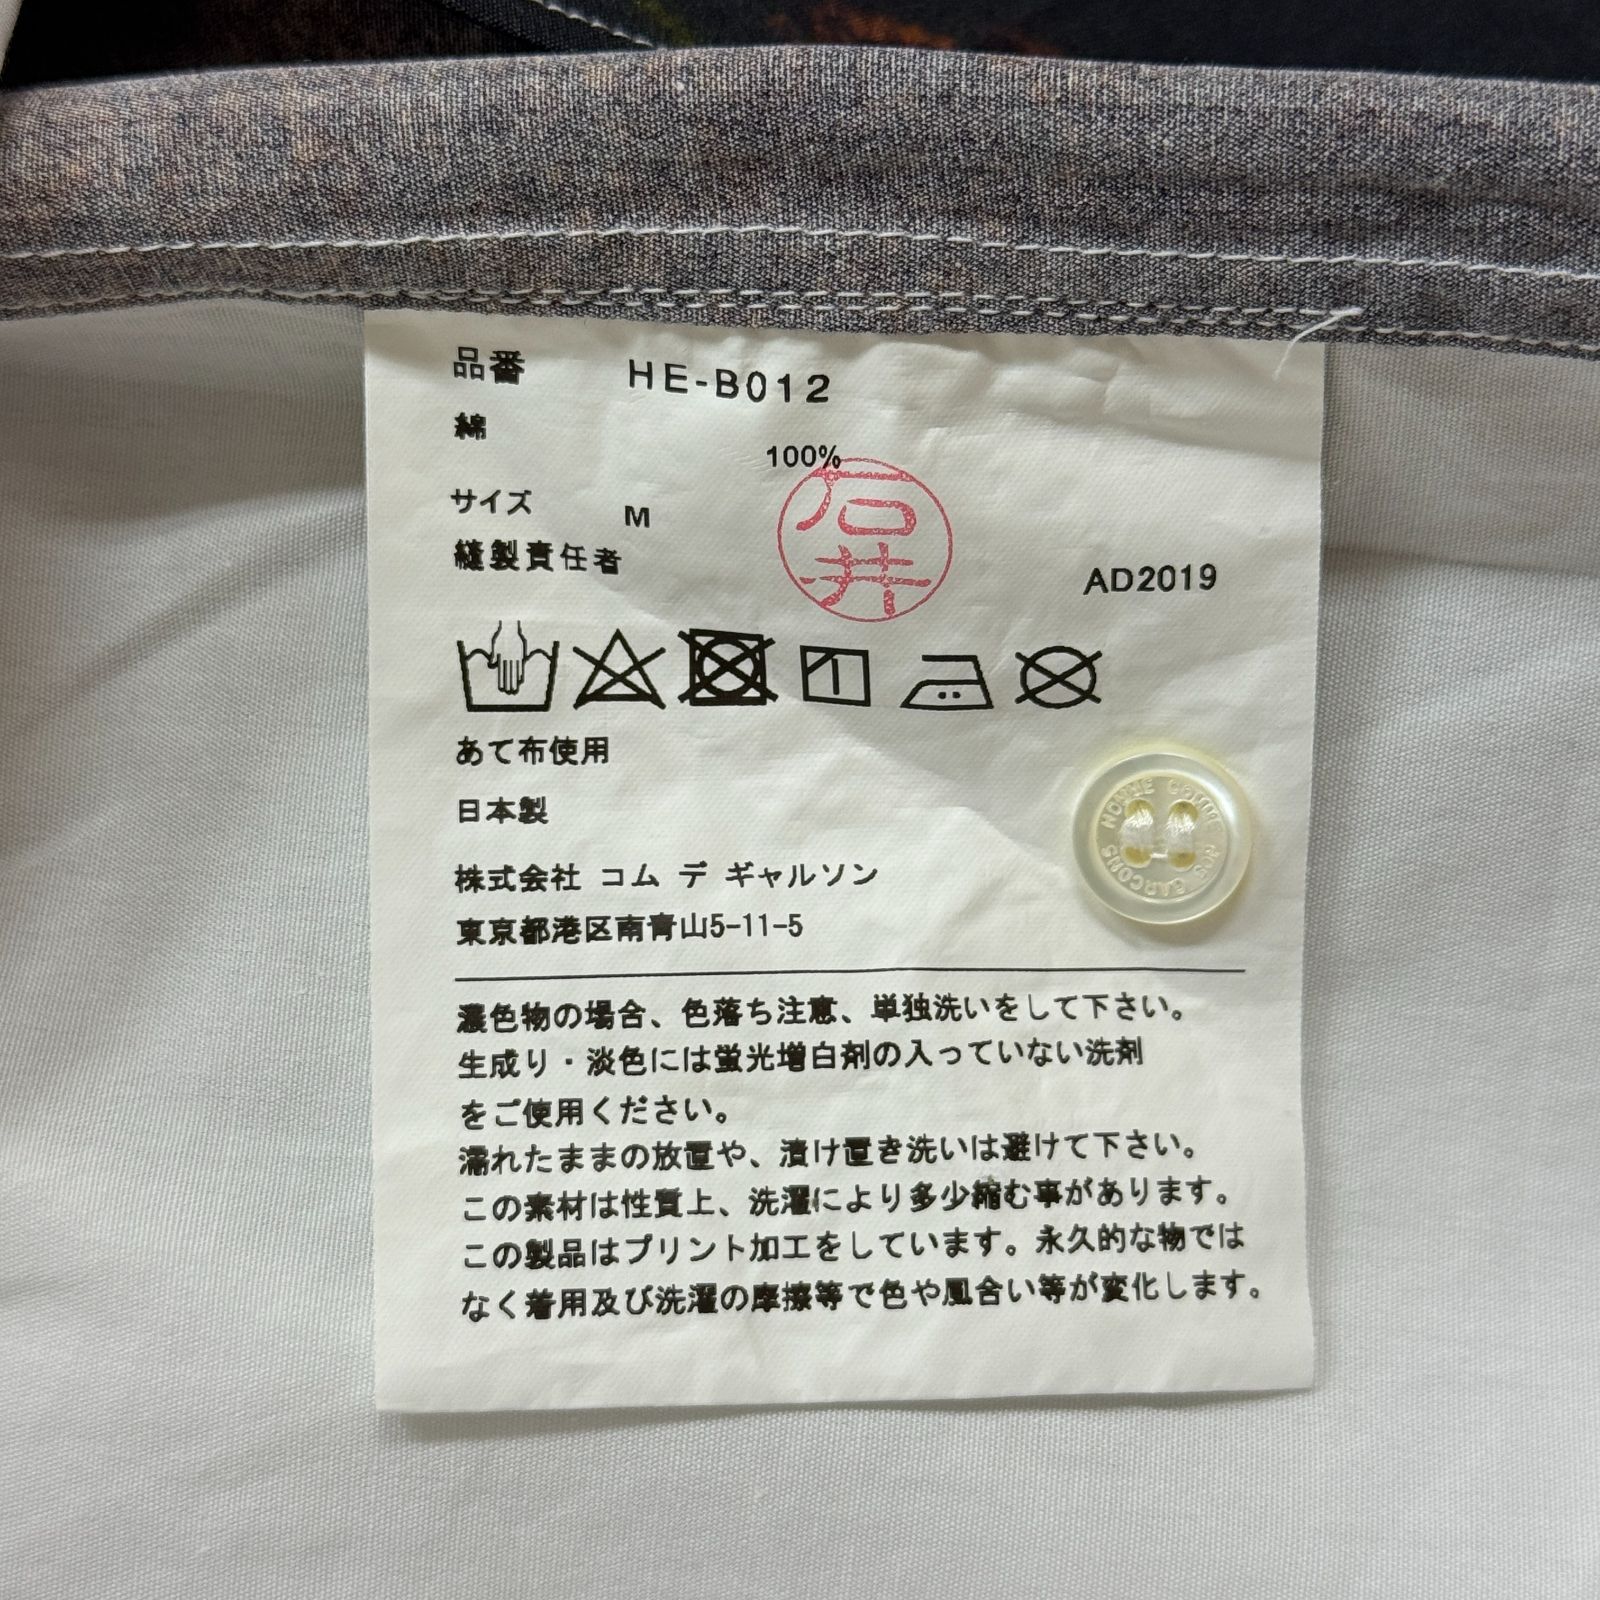 品番 HE-B012
綿
100%
サイズ M
石井
縫製責任者
AD2019
あて布使用
日本製
HOMME COMME des GARCONS
株式会社 コム デ ギャルソン
東京都港区南青山5-11-5
濃色物の場合、色落ち注意、単独洗いをして下さい。
生成り・淡色には蛍光増白剤の入っていない洗剤
をご使用ください。
濡れたままの放置や、漬け置き洗いは避けて下さい。
この素材は性質上、洗濯により多少縮む事があります。
この製品はプリント加工をしています。永久的な物では
なく着用及び洗濯の摩擦等で色や風合い等が変化します。